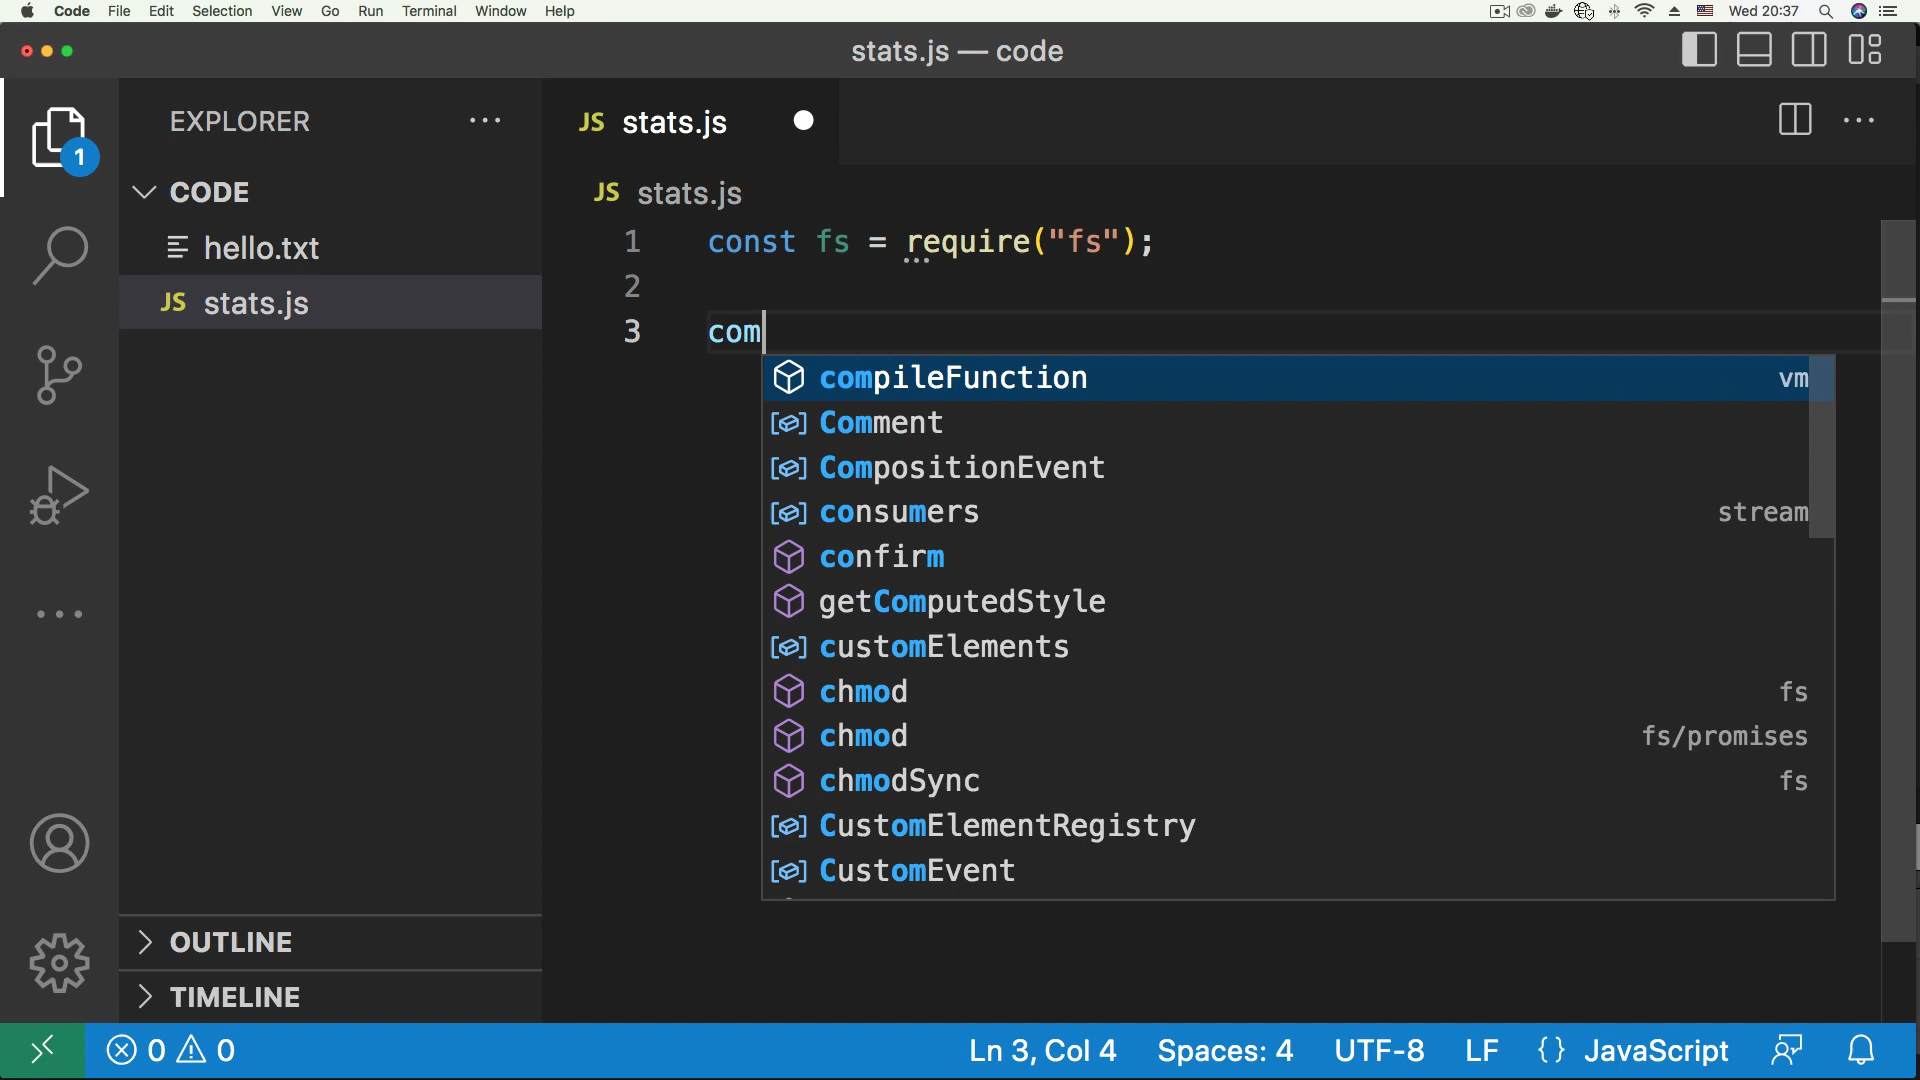 Code File Edit Selection View Go Run Terminal Window Help Wed 20:37
stats.js — code
EXPLORER
JS stats.js
1
CODE
JS stats.js
hello.txt
JS stats.js
1 const fs = require("fs");
2
3 com
compileFunction vm
Comment
CompositionEvent
consumers stream
confirm
getComputedStyle
customElements
chmod fs
chmod fs/promises
chmodSync fs
CustomElementRegistry
CustomEvent
OUTLINE
TIMELINE
0 0 Ln 3, Col 4 Spaces: 4 UTF-8 LF {} JavaScript